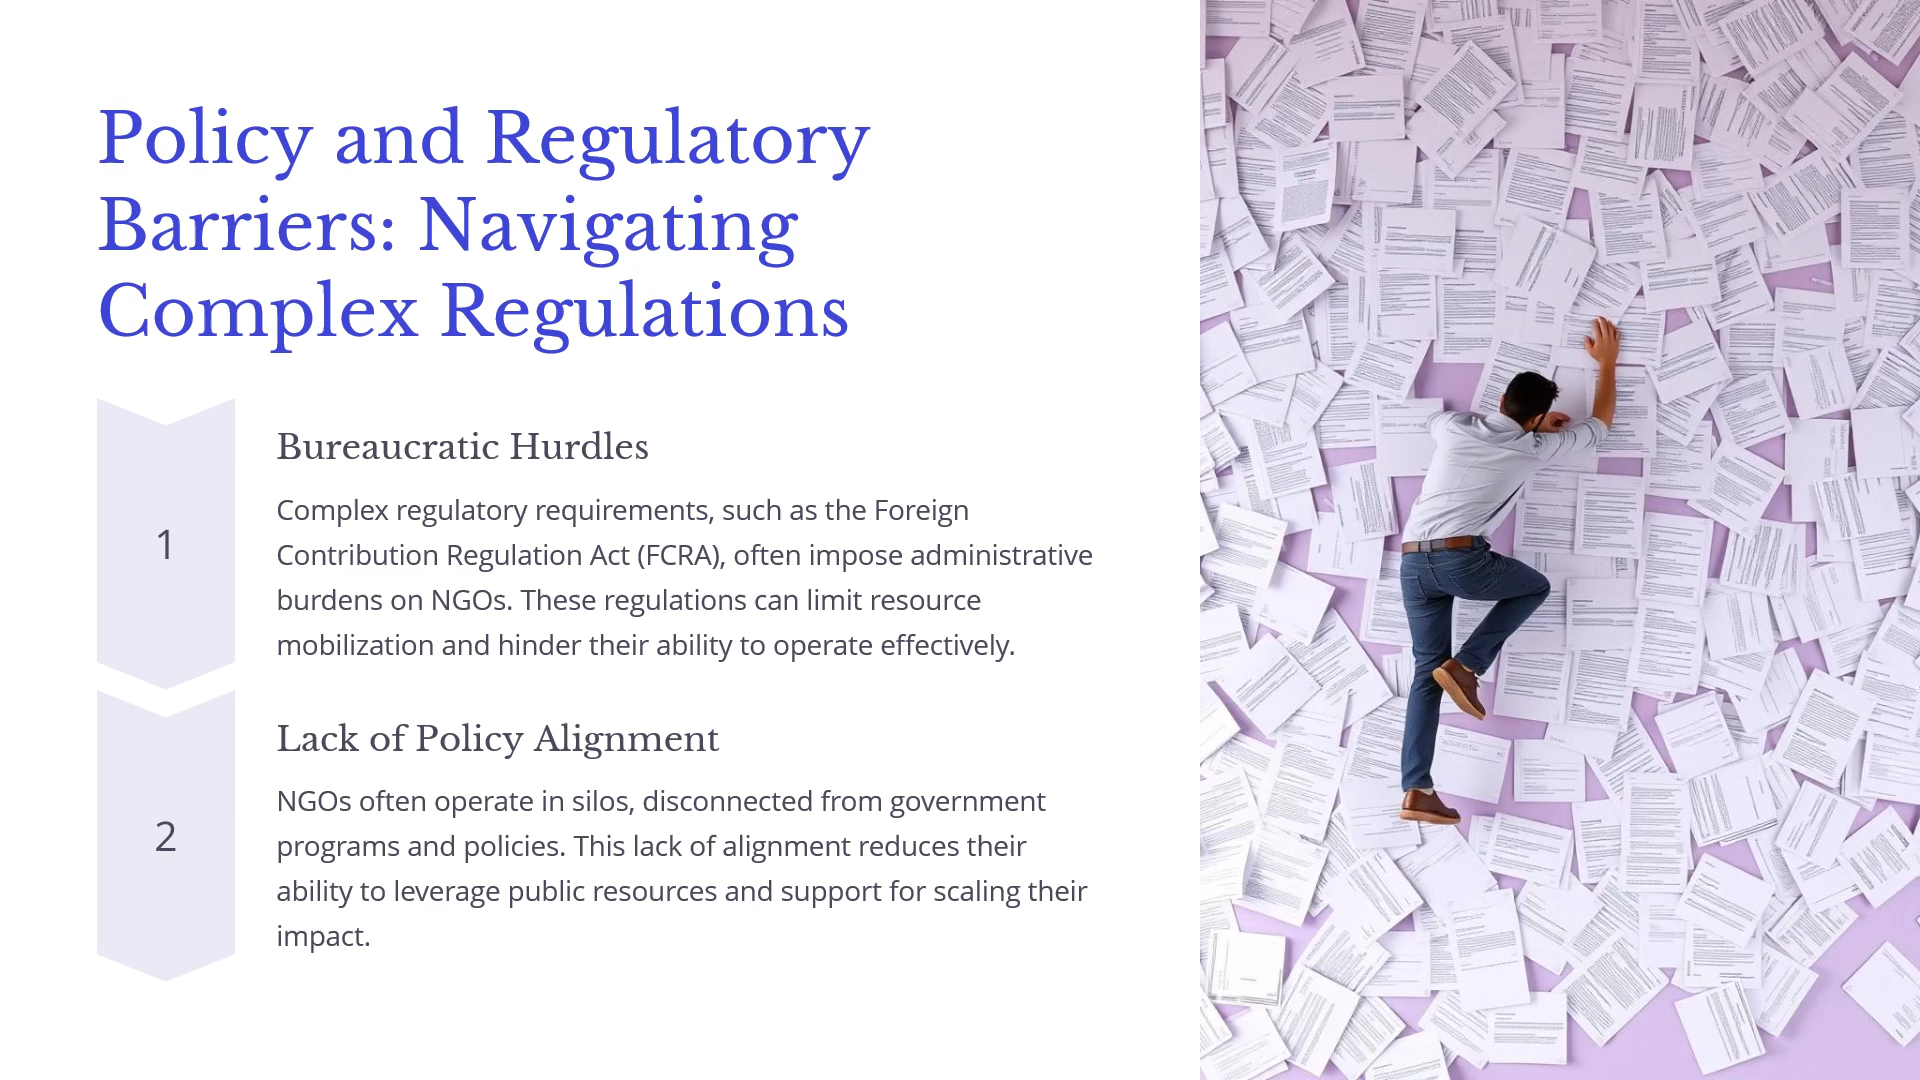 Policy and Regulatory
Barriers: Navigating
Complex Regulations
1
Bureaucratic Hurdles
Complex regulatory requirements, such as the Foreign
Contribution Regulation Act (FCRA), often impose administrative
burdens on NGOs. These regulations can limit resource
mobilization and hinder their ability to operate effectively.
2
Lack of Policy Alignment
NGOs often operate in silos, disconnected from government
programs and policies. This lack of alignment reduces their
ability to leverage public resources and support for scaling their
impact.